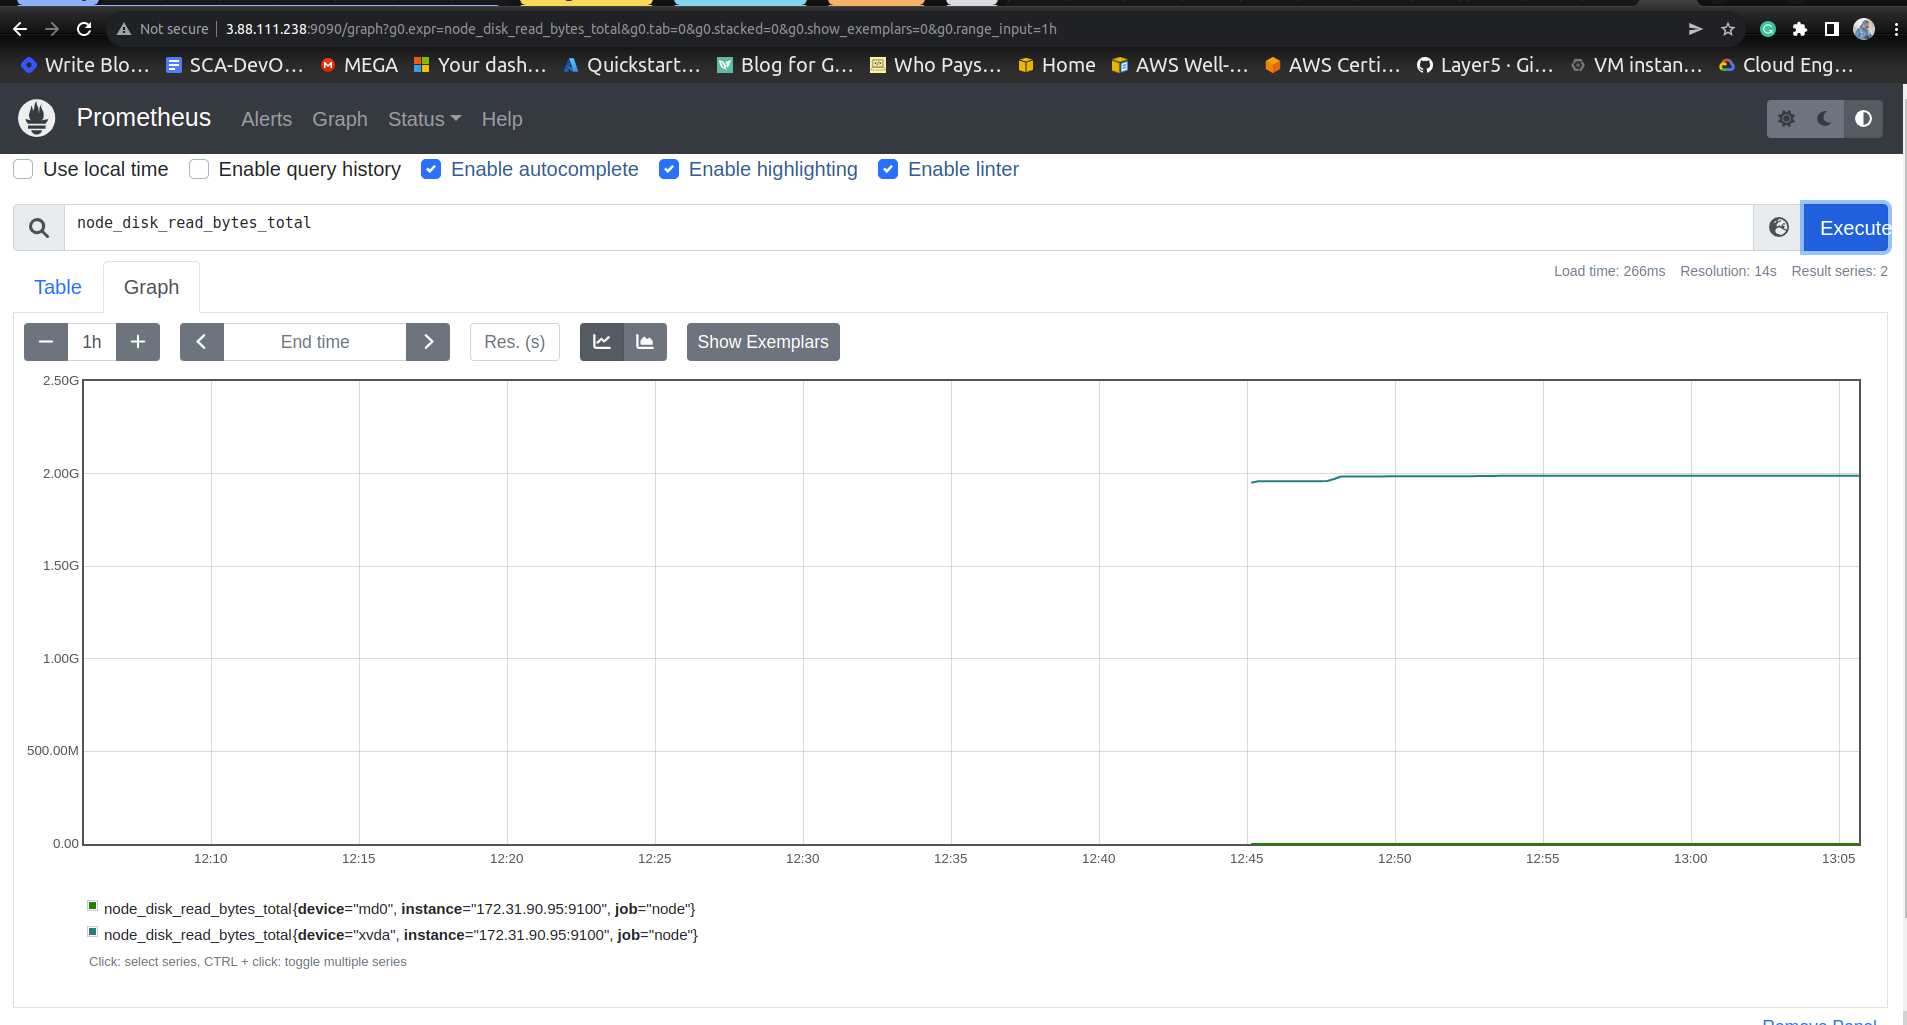 Not secure 3.88.111.238:9090/graph?g0.expr=node_disk_read_bytes_total&g0.tab=0&g0.stacked=0&g0.show_exemplars=0&g0.range_input=1h
Write Blo... SCA-DevO... MEGA Your dash... Quickstart... Blog for G... Who Pays... Home AWS Well-... AWS Certi... Layer5 · Gi... VM instan... Cloud Eng...
Prometheus Alerts Graph Status Help
Use local time Enable query history Enable autocomplete Enable highlighting Enable linter
node_disk_read_bytes_total Execute
Load time: 266ms Resolution: 14s Result series: 2
Table Graph
1h End time Res. (s) Show Exemplars
2.50G
2.00G
1.50G
1.00G
500.00M
0.00
12:10 12:15 12:20 12:25 12:30 12:35 12:40 12:45 12:50 12:55 13:00 13:05
node_disk_read_bytes_total{device="md0", instance="172.31.90.95:9100", job="node"}
node_disk_read_bytes_total{device="xvda", instance="172.31.90.95:9100", job="node"}
Click: select series, CTRL + click: toggle multiple series
Remove Panel